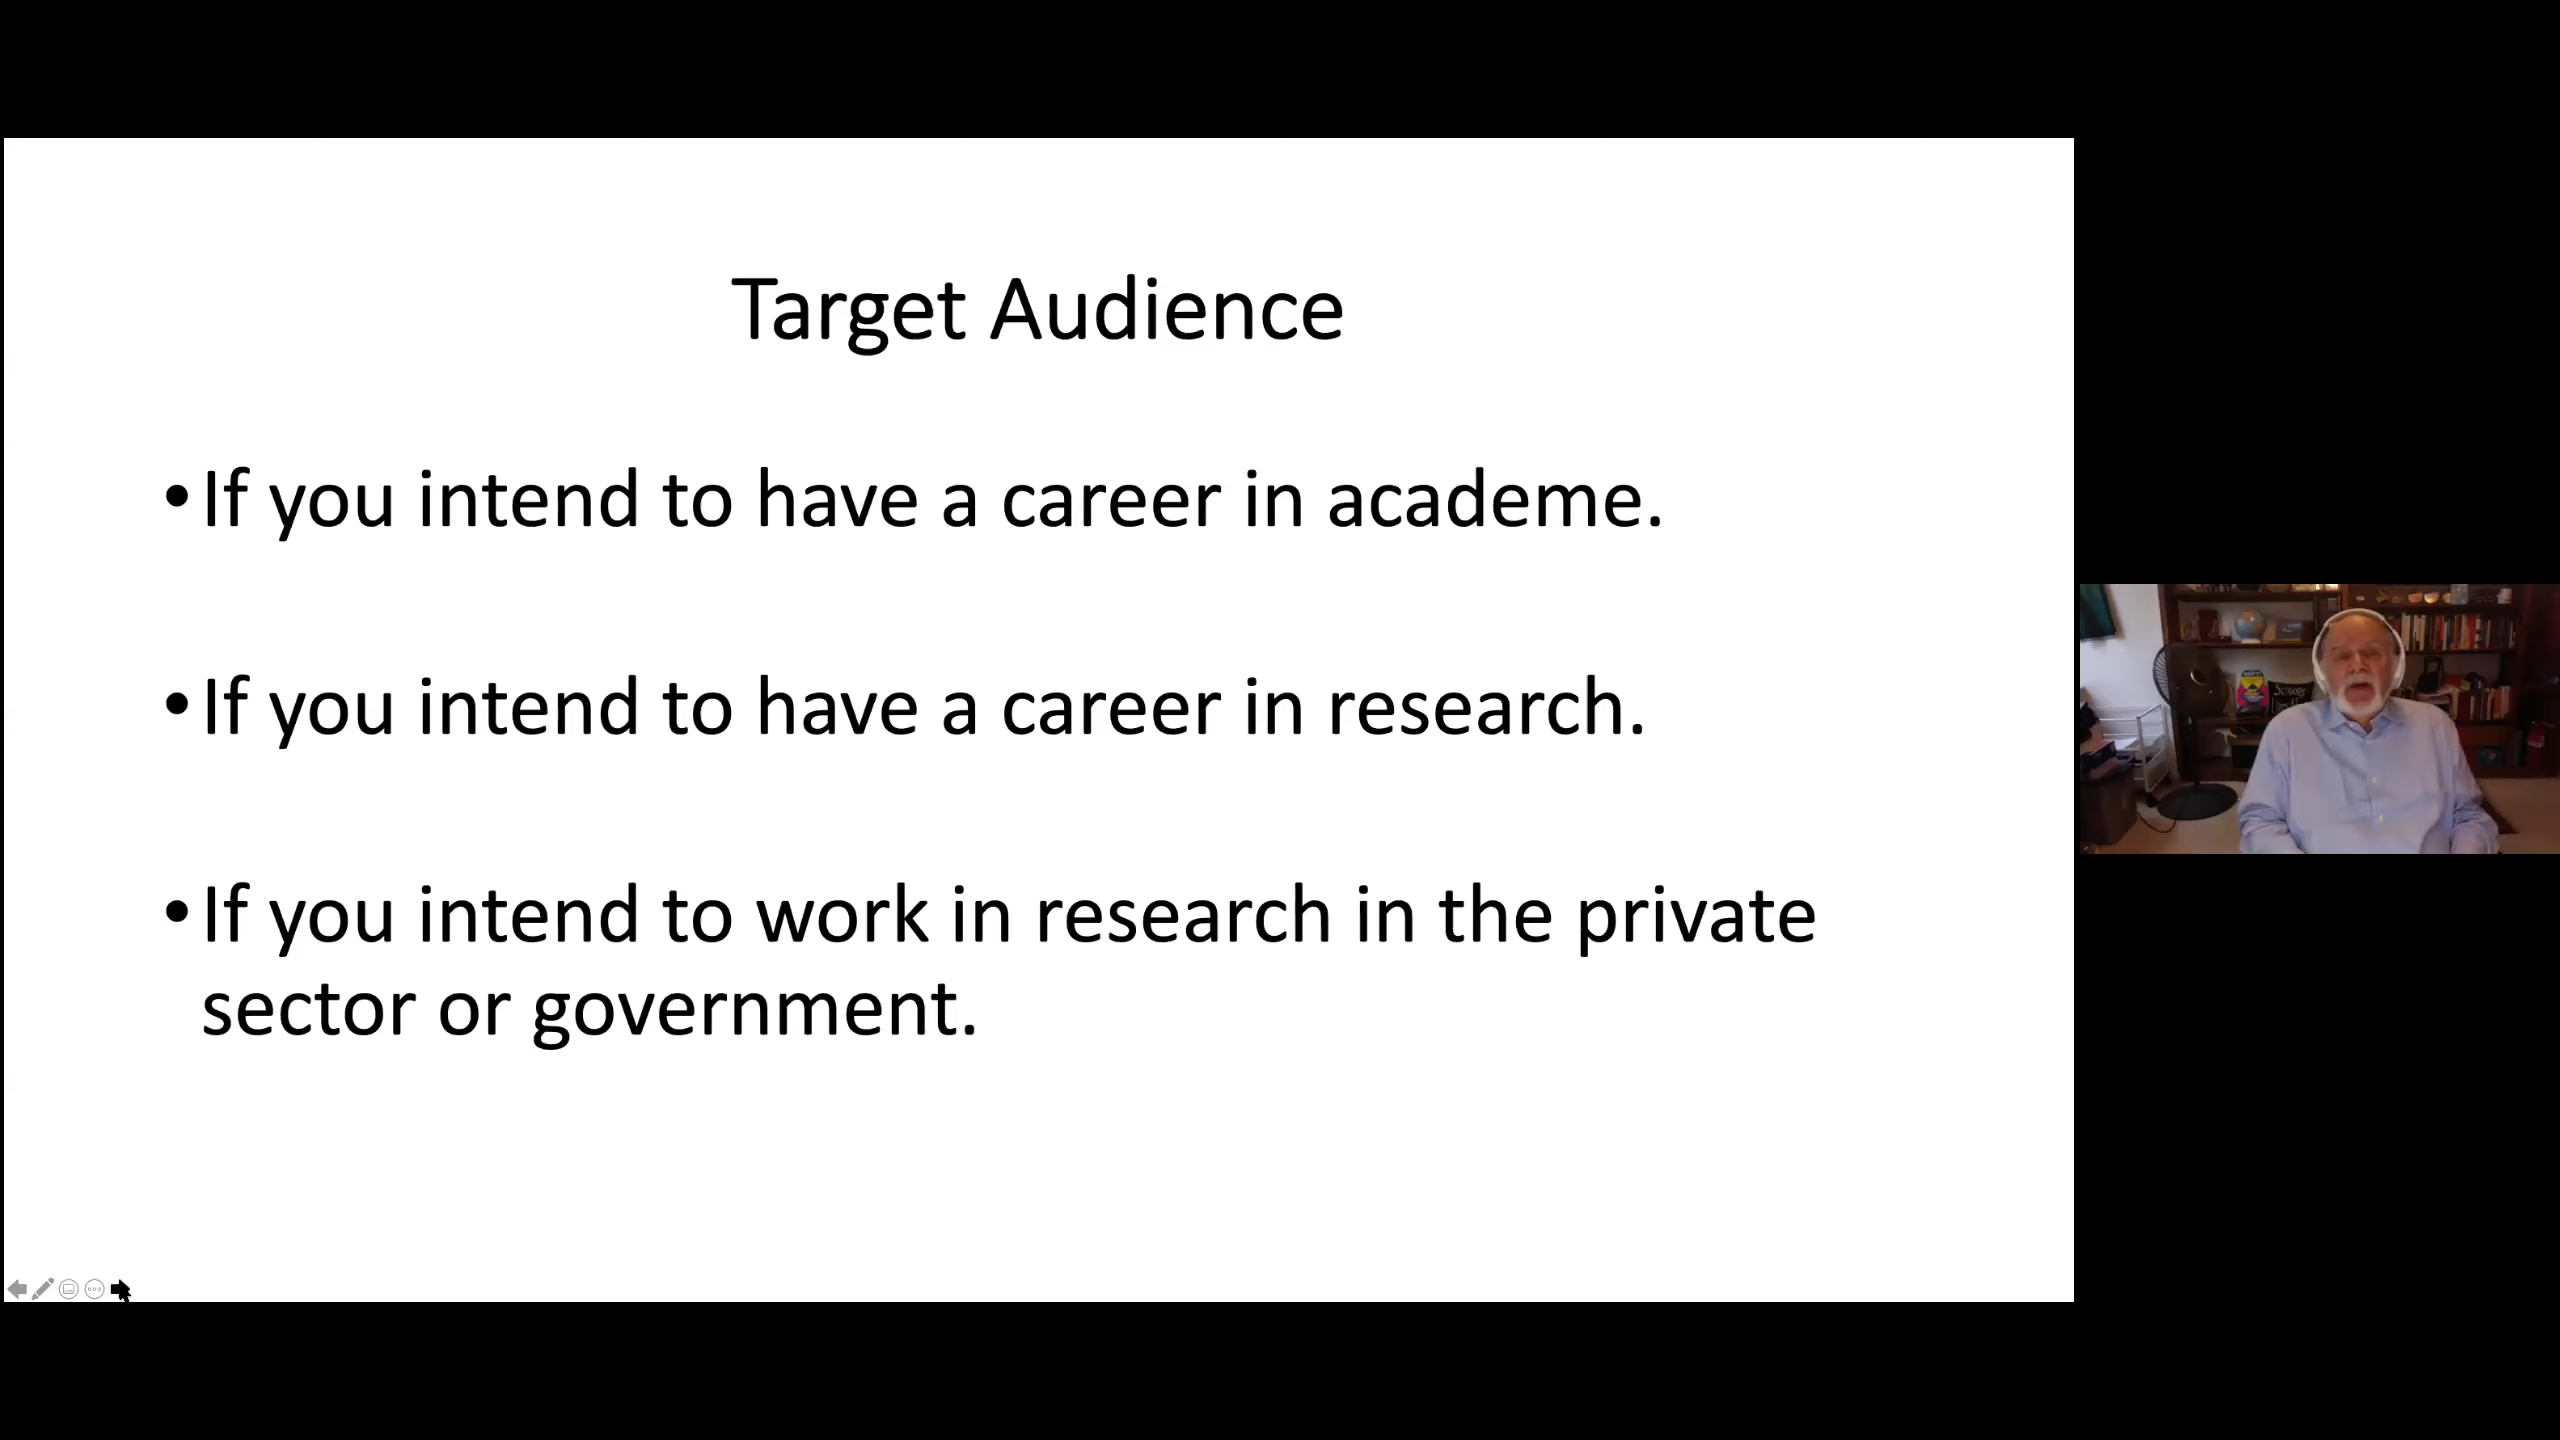 Target Audience
•If you intend to have a career in academe.
•If you intend to have a career in research.
•If you intend to work in research in the private
sector or government.